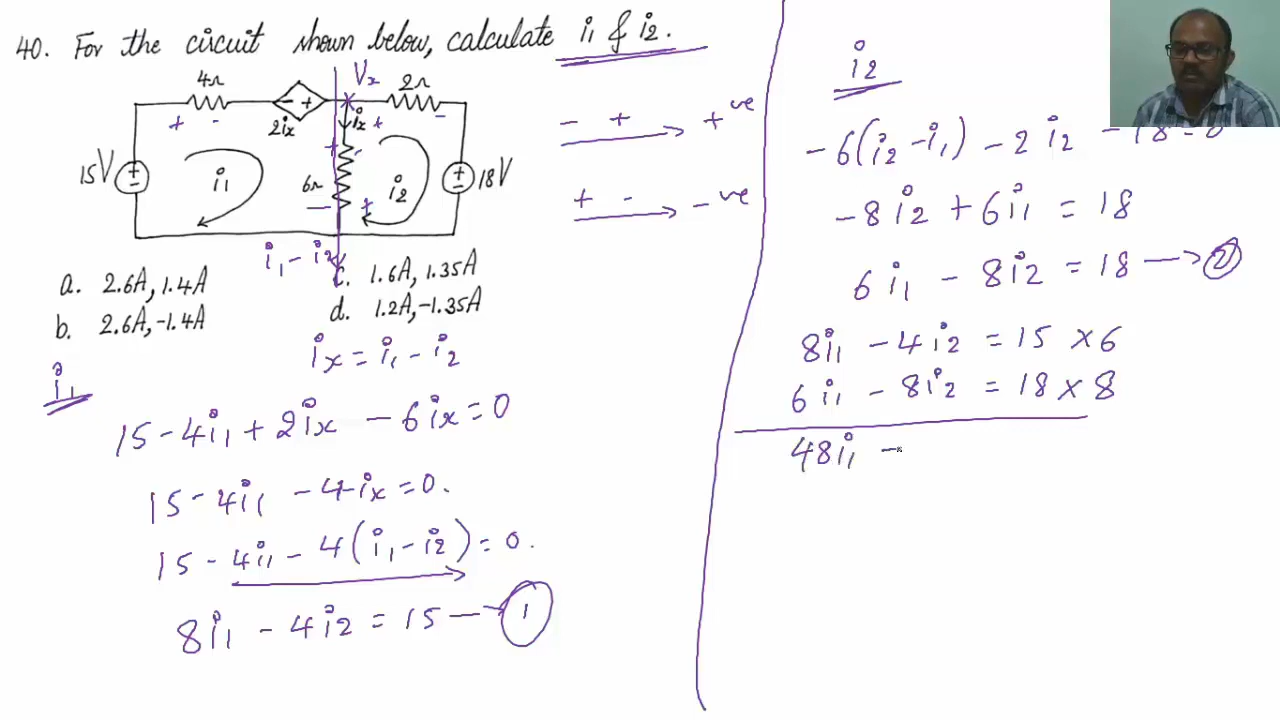 40. For the circuit shown below, calculate i1 & i2.
4Ω
Vx
2Ω
- +
2ix
ix
+ -
+ -
15V
+ -
i1
6Ω
+ -
- +
i2
+ -
18V
i1 - i2
a. 2.6A, 1.4A
b. 2.6A, -1.4A
c. 1.6A, 1.35A
d. 1.2A, -1.35A
ix = i1 - i2
i1
15 - 4i1 + 2ix - 6ix = 0
15 - 4i1 - 4ix = 0.
15 - 4i1 - 4(i1 - i2) = 0.
8i1 - 4i2 = 15 → 1
- + → +ve
+ - → -ve
i2
-6(i2 - i1) - 2i2 - 18 = 0
-8i2 + 6i1 = 18
6i1 - 8i2 = 18 → 2
8i1 - 4i2 = 15 × 6
6i1 - 8i2 = 18 × 8
48i1 -